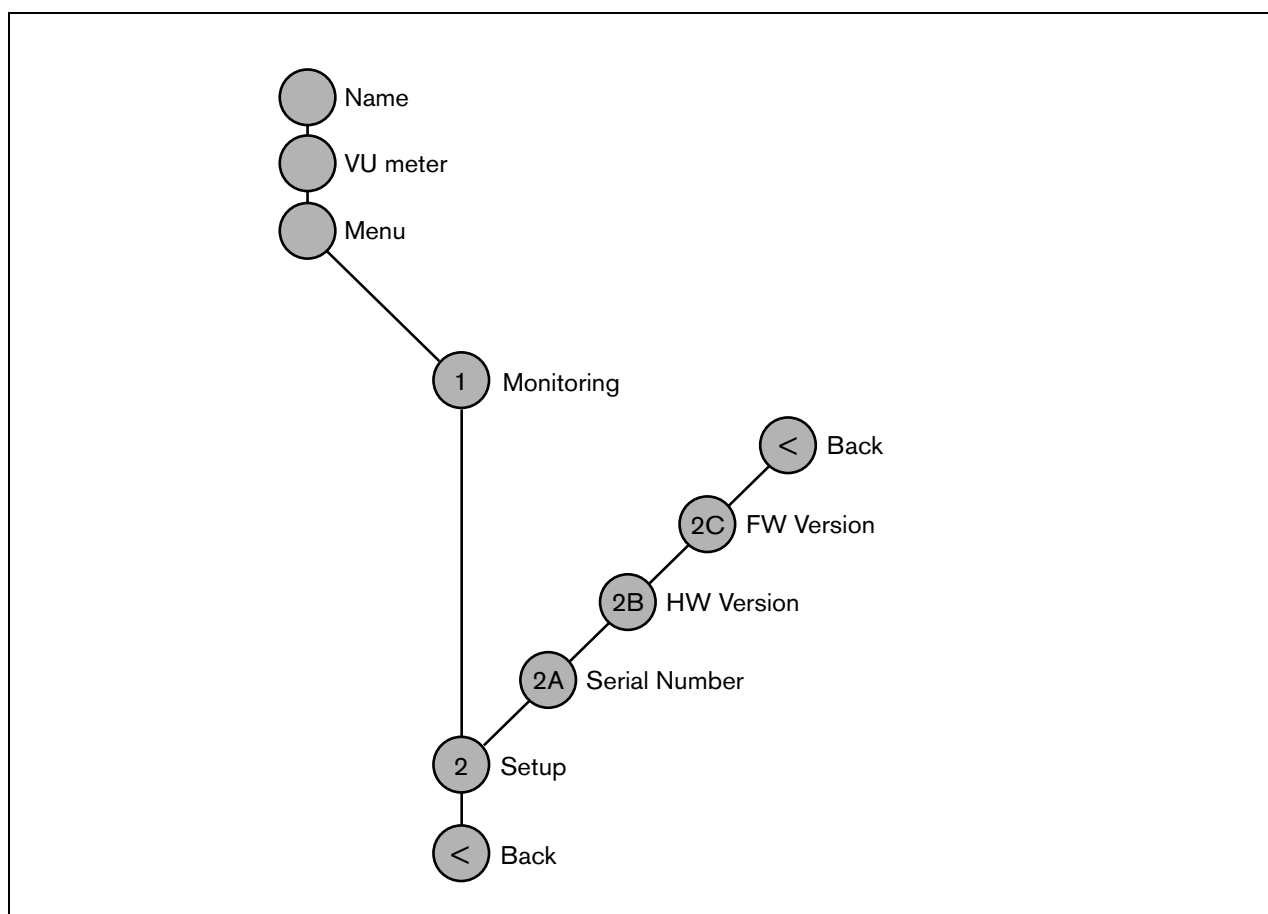 Name
VU meter
Menu
1 Monitoring
< Back
2C FW Version
2B HW Version
2A Serial Number
2 Setup
< Back